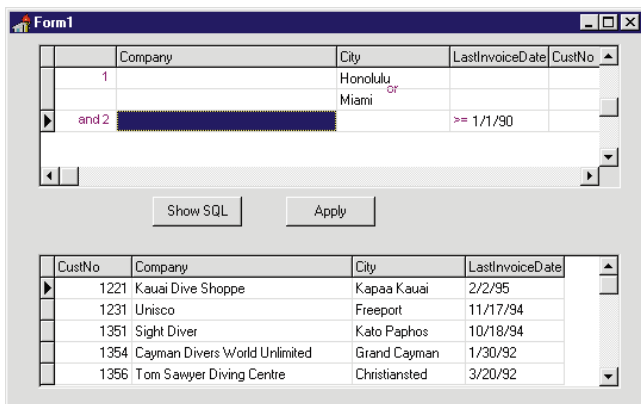 Form1
Company City LastInvoiceDate CustNo
1 Honolulu
or
Miami
and 2 >= 1/1/90
Show SQL Apply
CustNo Company City LastInvoiceDate
1221 Kauai Dive Shoppe Kapaa Kauai 2/2/95
1231 Unisco Freeport 11/17/94
1351 Sight Diver Kato Paphos 10/18/94
1354 Cayman Divers World Unlimited Grand Cayman 1/30/92
1356 Tom Sawyer Diving Centre Christiansted 3/20/92